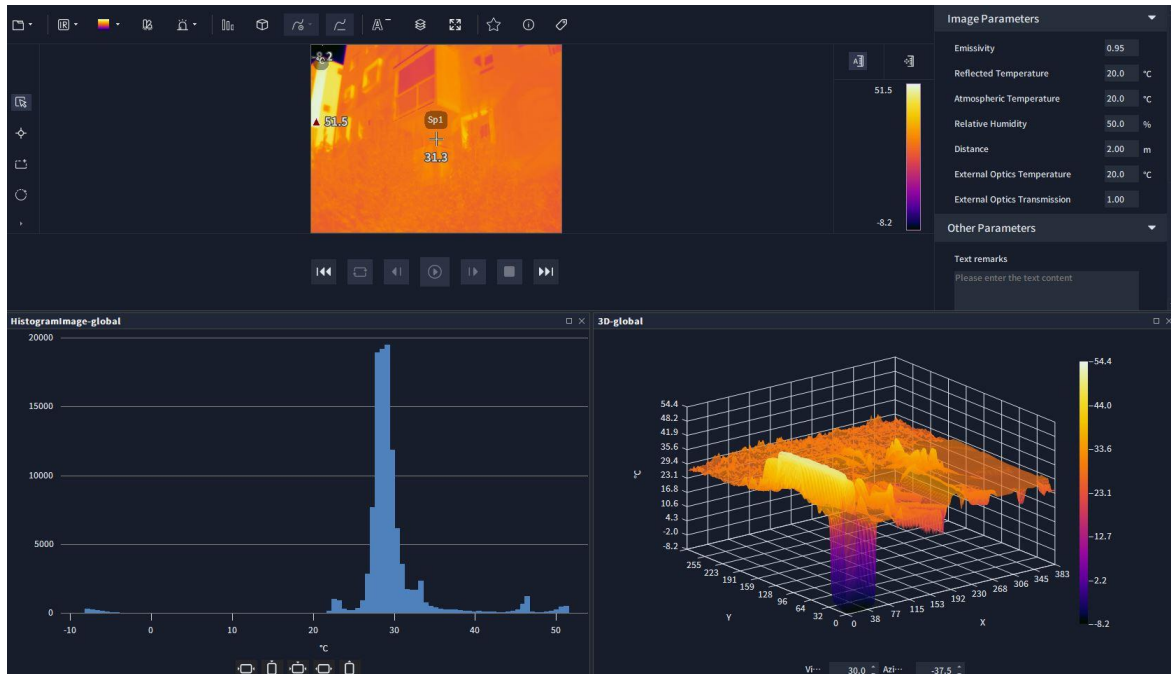 IR
A
Image Parameters
Emissivity 0.95
Reflected Temperature 20.0 °C
Atmospheric Temperature 20.0 °C
Relative Humidity 50.0 %
Distance 2.00 m
External Optics Temperature 20.0 °C
External Optics Transmission 1.00
Other Parameters
Text remarks
Please enter the text content
-8.2
51.5
Sp1
31.3
A
51.5
-8.2
HistogramImage-global
20000
15000
10000
5000
0
-10 0 10 20 30 40 50
°C
3D-global
54.4
48.2
41.9
35.6
29.4
23.1
16.8
10.6
4.3
-2.0
-8.2
°C
255 223 191 159 128 96 64 32 0
Y
0 38 77 115 153 192 230 268 306 345 383
X
54.4
44.0
33.6
23.1
12.7
2.2
-8.2
Vi··· 30.0 Azi··· -37.5